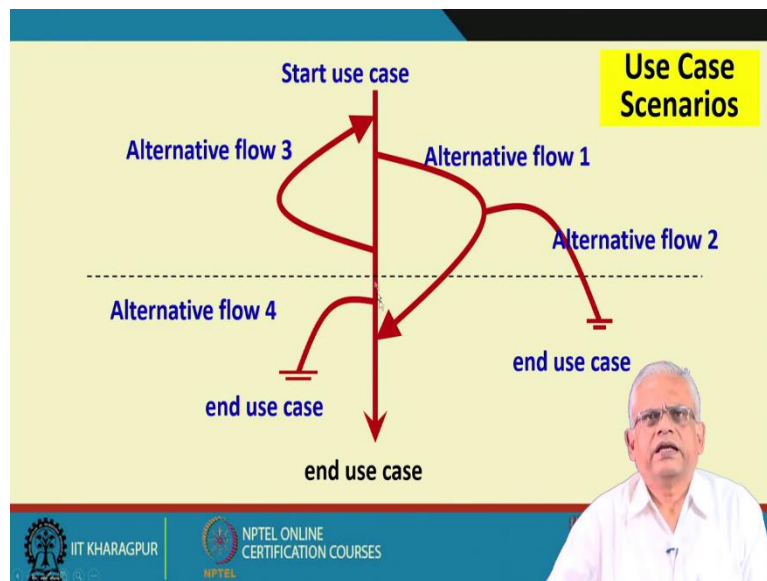 Start use case
Use Case
Scenarios
Alternative flow 3
Alternative flow 1
Alternative flow 2
Alternative flow 4
end use case
end use case
end use case
IIT KHARAGPUR
NPTEL
NPTEL ONLINE
CERTIFICATION COURSES